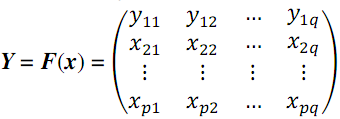 Y = F(x) =
y11 y12 … y1q
x21 x22 … x2q
⋮ ⋮ ⋮ ⋮
xp1 xp2 … xpq